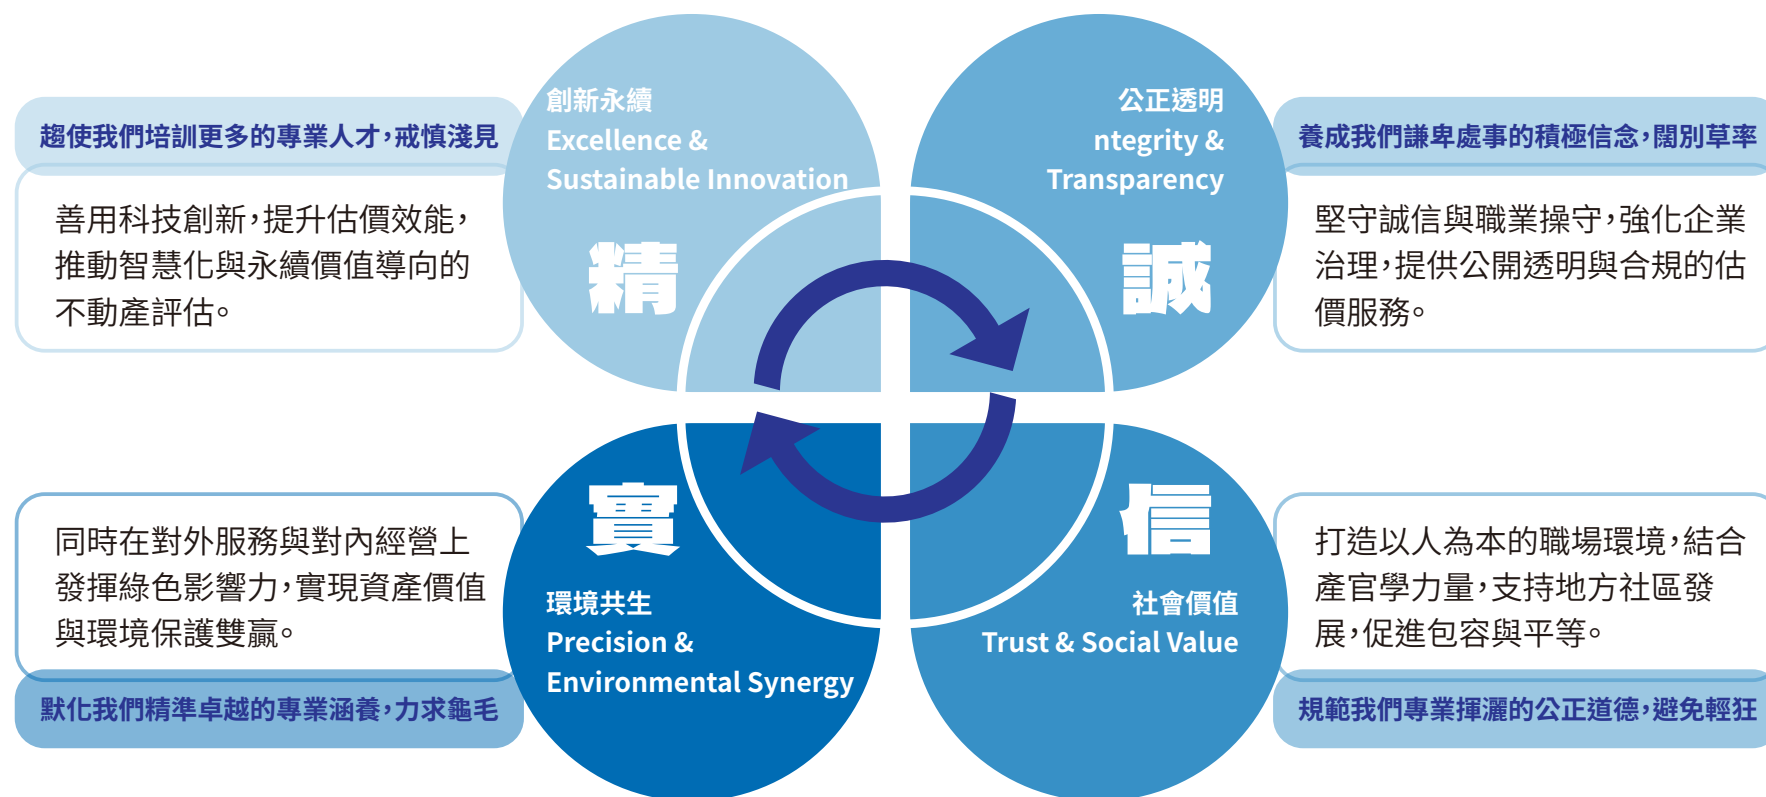 創新永續
Excellence &
Sustainable Innovation
精
趨使我們培訓更多的專業人才,戒慎淺見
善用科技創新,提升估價效能,
推動智慧化與永續價值導向的
不動產評估。
公正透明
ntegrity &
Transparency
誠
養成我們謙卑處事的積極信念,闊別草率
堅守誠信與職業操守,強化企業
治理,提供公開透明與合規的估
價服務。
實
環境共生
Precision &
Environmental Synergy
同時在對外服務與對內經營上
發揮綠色影響力,實現資產價值
與環境保護雙贏。
默化我們精準卓越的專業涵養,力求龜毛
信
社會價值
Trust & Social Value
打造以人為本的職場環境,結合
產官學力量,支持地方社區發
展,促進包容與平等。
規範我們專業揮灑的公正道德,避免輕狂